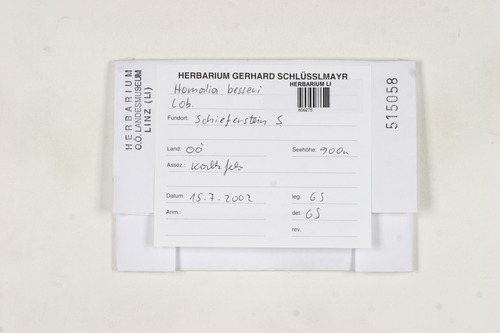 HERBARIUM GERHARD SCHLÜSSLMAYR
HERBARIUM LI
Homalia besseri
Lob.
Fundort: Schieferstein S
Land: OÖ
Seehöhe: 900m
Assoz.: Kalkfels
Datum: 15.7.2002
leg. GS
Anm.:
det. GS
rev.
HERBARIUM
O.Ö. LANDESMUSEUM
LINZ (LI)
515058